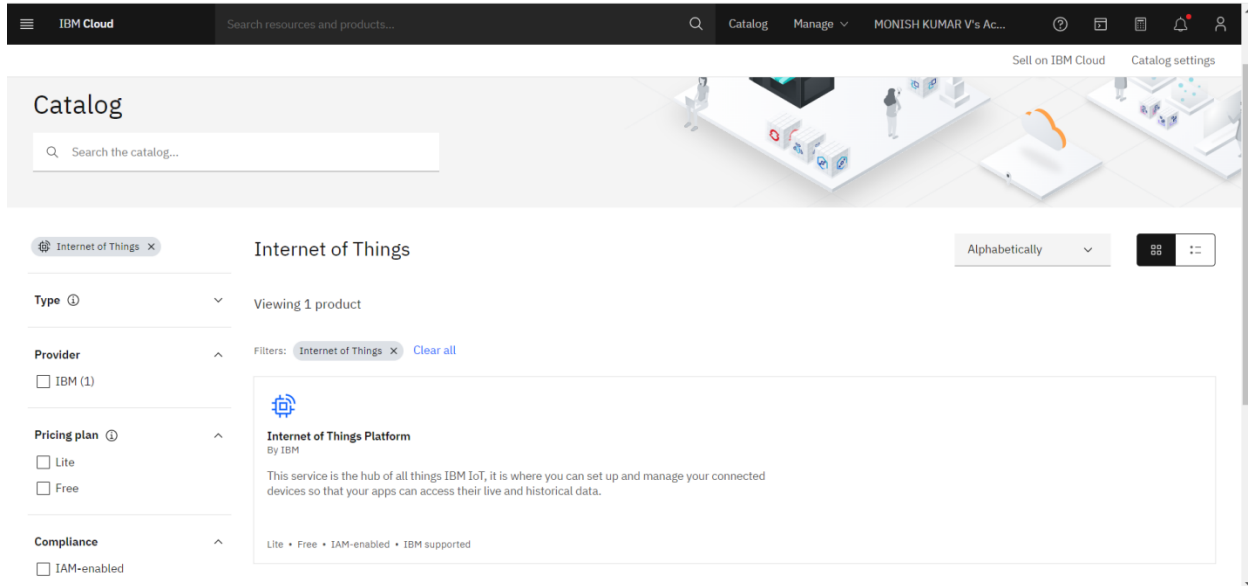 IBM Cloud
Search resources and products...
Catalog
Manage
MONISH KUMAR V's Ac...
Sell on IBM Cloud
Catalog settings
Catalog
Search the catalog...
Internet of Things
Internet of Things
Alphabetically
Type
Viewing 1 product
Provider
Filters: Internet of Things Clear all
IBM (1)
Pricing plan
Lite
Free
Compliance
IAM-enabled
Internet of Things Platform
By IBM
This service is the hub of all things IBM IoT, it is where you can set up and manage your connected
devices so that your apps can access their live and historical data.
Lite • Free • IAM-enabled • IBM supported